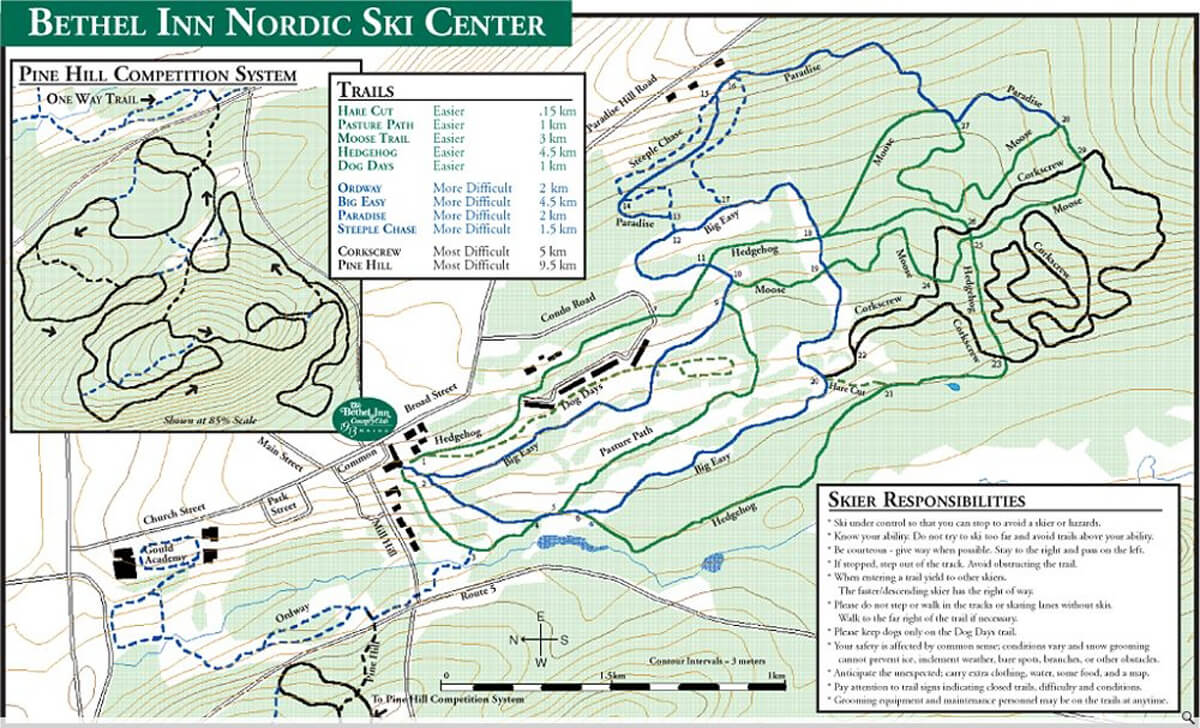 BETHEL INN NORDIC SKI CENTER
PINE HILL COMPETITION SYSTEM
ONE WAY TRAIL
Shown at 85% Scale
TRAILS
HARE CUT Easier .15 km
PASTURE PATH Easier 1 km
MOOSE TRAIL Easier 3 km
HEDGEHOG Easier 4.5 km
DOG DAYS Easier 1 km
ORDWAY More Difficult 2 km
BIG EASY More Difficult 4.5 km
PARADISE More Difficult 2 km
STEEPLE CHASE More Difficult 1.5 km
CORKSCREW Most Difficult 5 km
PINE HILL Most Difficult 9.5 km
Paradise Hill Road
15
16
Paradise
Paradise
27
28
Moose
Moose
29
Steeple Chase
Corkscrew
14
13
17
Paradise
Moose
12
Big Easy
18
26
11
Hedgehog
25
10
Moose
19
Moose
24
Hedgehog
Corkscrew
9
Condo Road
Corkscrew
Corkscrew
22
8
23
20
Hare Cut
21
Dog Days
Broad Street
The
Bethel Inn
Country Club
1913 MAINE
Hedgehog
Main Street
Common
1
Big Easy
Pasture Path
Big Easy
2
Park
Street
Church Street
5
6
Hedgehog
Mill Hill
Gould
Academy
Route 5
Ordway
Pine Hill
E
N S
W
Contour Intervals = 3 meters
0 1.5km 1km
To Pine Hill Competition System
SKIER RESPONSIBILITIES
* Ski under control so that you can stop to avoid a skier or hazards.
* Know your ability. Do not try to ski too far and avoid trails above your ability.
* Be courteous - give way when possible. Stay to the right and pass on the left.
* If stopped, step out of the track. Avoid obstructing the trail.
* When entering a trail yield to other skiers.
The faster/descending skier has the right of way.
* Please do not step or walk in the tracks or skating lanes without skis.
Walk to the far right of the trail if necessary.
* Please keep dogs only on the Dog Days trail.
* Your safety is affected by common sense; conditions vary and snow grooming
cannot prevent ice, inclement weather, bare spots, branches, or other obstacles.
* Anticipate the unexpected; carry extra clothing, water, some food, and a map.
* Pay attention to trail signs indicating closed trails, difficulty and conditions.
* Grooming equipment and maintenance personnel may be on the trails at anytime.